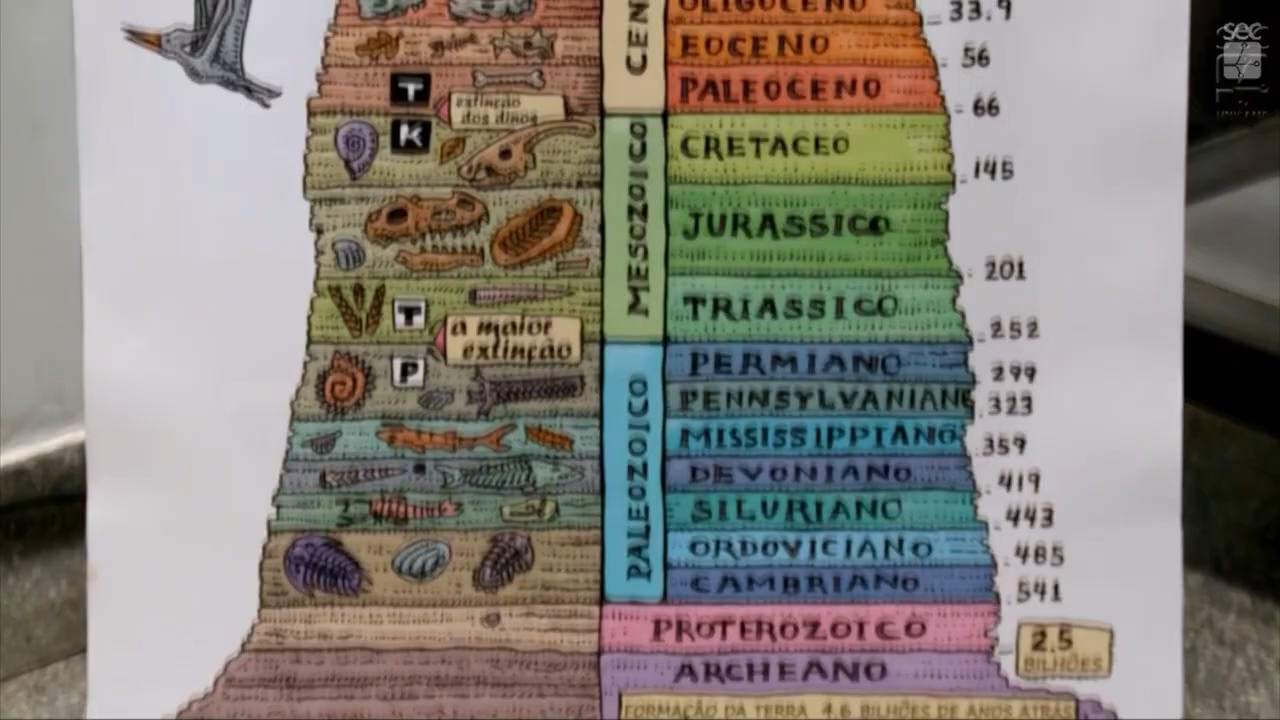 OLIGOCENO
33.9
CEN
EOCENO
56
T
PALEOCENO
extinção
dos dinos
66
K
CRETACEO
145
MESOZOICO
JURASSICO
201
TRIASSICO
T
a maior
extinção
252
P
PERMIANO
299
PENNSYLVANIANO
323
MISSISSIPPIANO
359
PALEOZOICO
DEVONIANO
419
SILURIANO
443
ORDOVICIANO
485
CAMBRIANO
541
PROTEROZOICO
2.5
BILHÕES
ARCHEANO
FORMAÇÃO DA TERRA 4.6 BILHÕES DE ANOS ATRÁS
see